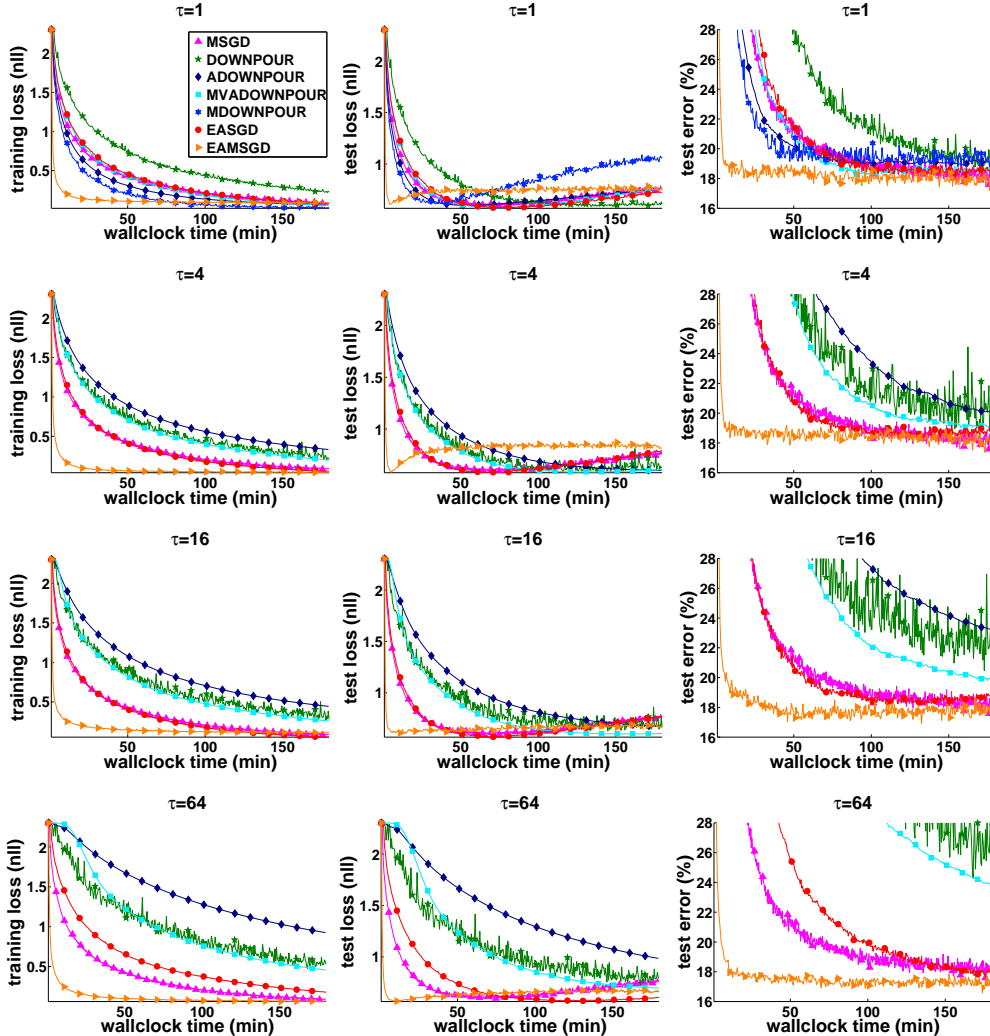 τ=1 τ=1 τ=1
training loss (nll)
2
1.5
1
0.5
50 100 150
wallclock time (min)
MSGD
DOWNPOUR
ADOWNPOUR
MVADOWNPOUR
MDOWNPOUR
EASGD
EAMSGD
test loss (nll)
2
1
50 100 150
wallclock time (min)
test error (%)
28
26
24
22
20
18
16
50 100 150
wallclock time (min)
τ=4 τ=4 τ=4
training loss (nll)
2
1.5
1
0.5
50 100 150
wallclock time (min)
test loss (nll)
2
1
50 100 150
wallclock time (min)
test error (%)
28
26
24
22
20
18
16
50 100 150
wallclock time (min)
τ=16 τ=16 τ=16
training loss (nll)
2
1.5
1
0.5
50 100 150
wallclock time (min)
test loss (nll)
2
1
50 100 150
wallclock time (min)
test error (%)
28
26
24
22
20
18
16
50 100 150
wallclock time (min)
τ=64 τ=64 τ=64
training loss (nll)
2
1.5
1
0.5
50 100 150
wallclock time (min)
test loss (nll)
2
1
50 100 150
wallclock time (min)
test error (%)
28
26
24
22
20
18
16
50 100 150
wallclock time (min)